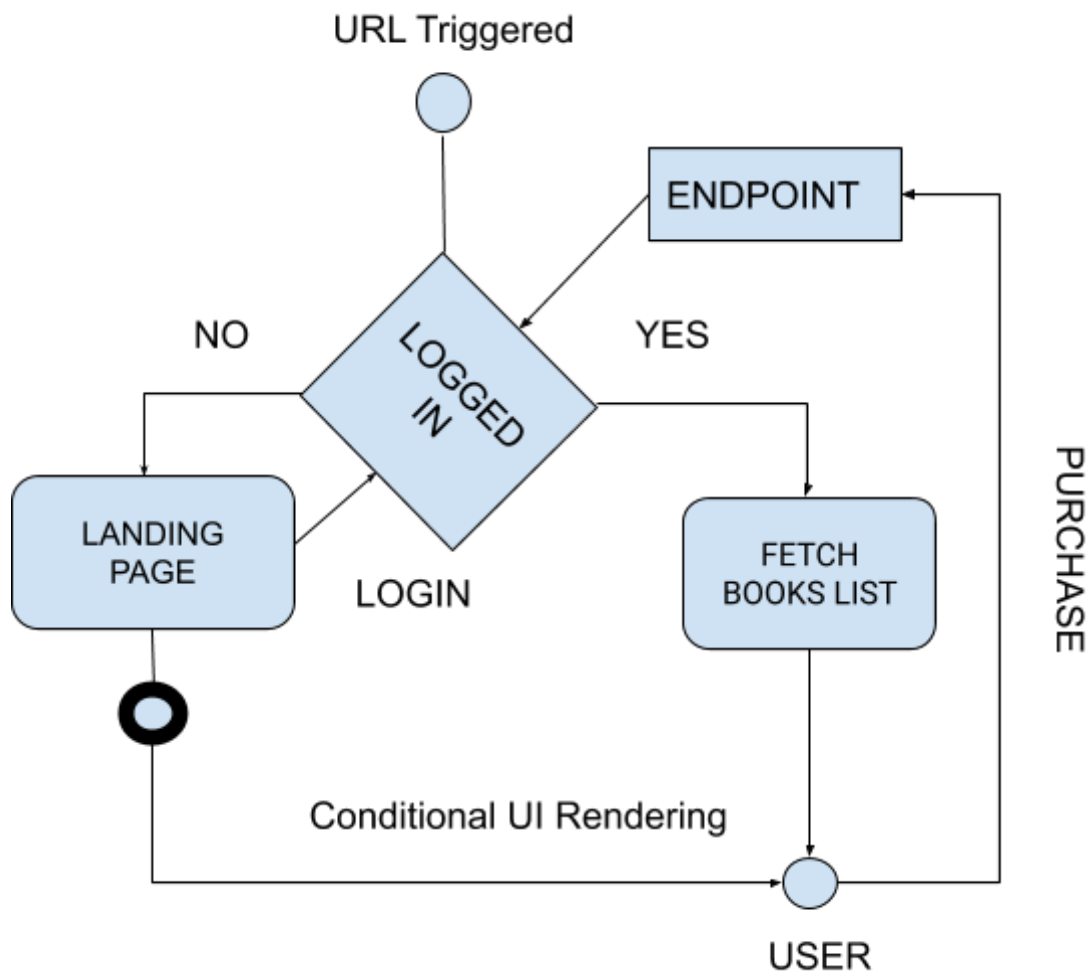 URL Triggered
ENDPOINT
NO
YES
LOGGED
IN
LANDING
PAGE
LOGIN
FETCH
BOOKS LIST
PURCHASE
Conditional UI Rendering
USER